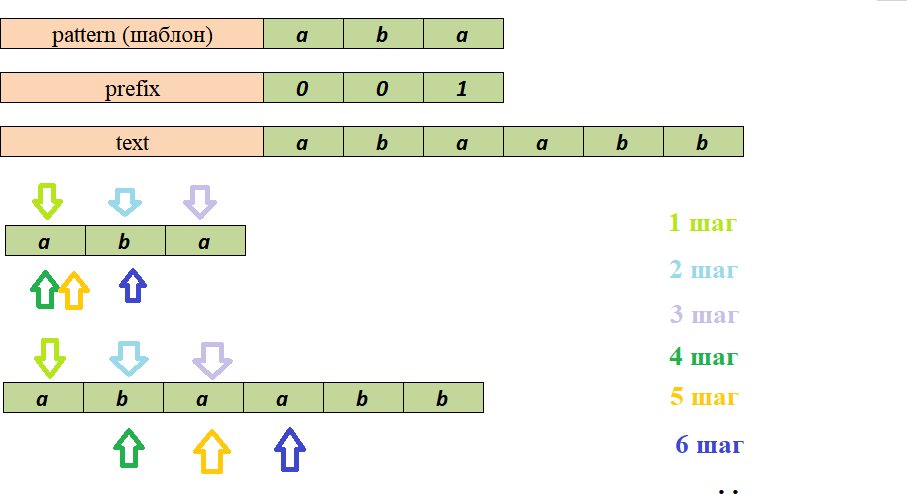 pattern (шаблон) a b a
prefix 0 0 1
text a b a a b b
1 шаг
a b a
2 шаг
3 шаг
4 шаг
a b a a b b
5 шаг
6 шаг
. .